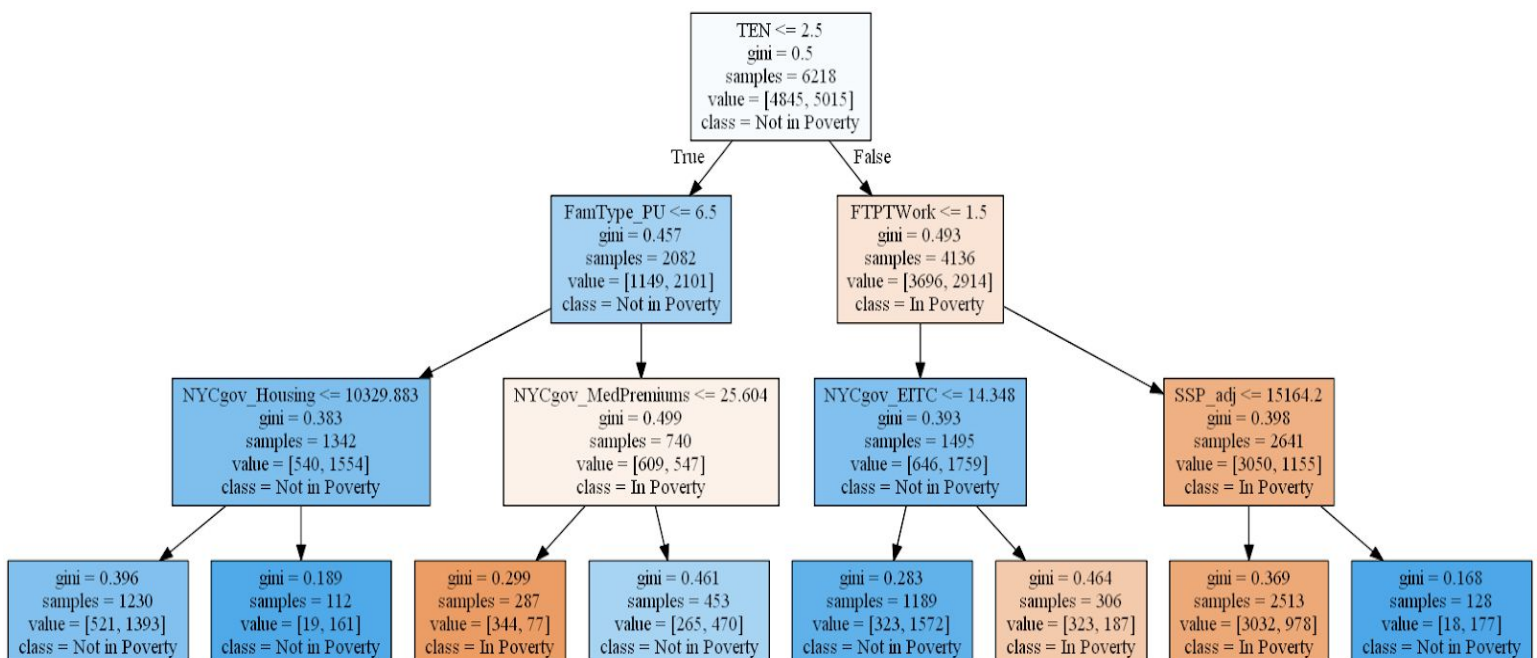 TEN <= 2.5
gini = 0.5
samples = 6218
value = [4845, 5015]
class = Not in Poverty
True
False
FamType_PU <= 6.5
gini = 0.457
samples = 2082
value = [1149, 2101]
class = Not in Poverty
FTPTWork <= 1.5
gini = 0.493
samples = 4136
value = [3696, 2914]
class = In Poverty
NYCgov_Housing <= 10329.883
gini = 0.383
samples = 1342
value = [540, 1554]
class = Not in Poverty
NYCgov_MedPremiums <= 25.604
gini = 0.499
samples = 740
value = [609, 547]
class = In Poverty
NYCgov_EITC <= 14.348
gini = 0.393
samples = 1495
value = [646, 1759]
class = Not in Poverty
SSP_adj <= 15164.2
gini = 0.398
samples = 2641
value = [3050, 1155]
class = In Poverty
gini = 0.396
samples = 1230
value = [521, 1393]
class = Not in Poverty
gini = 0.189
samples = 112
value = [19, 161]
class = Not in Poverty
gini = 0.299
samples = 287
value = [344, 77]
class = In Poverty
gini = 0.461
samples = 453
value = [265, 470]
class = Not in Poverty
gini = 0.283
samples = 1189
value = [323, 1572]
class = Not in Poverty
gini = 0.464
samples = 306
value = [323, 187]
class = In Poverty
gini = 0.369
samples = 2513
value = [3032, 978]
class = In Poverty
gini = 0.168
samples = 128
value = [18, 177]
class = Not in Poverty